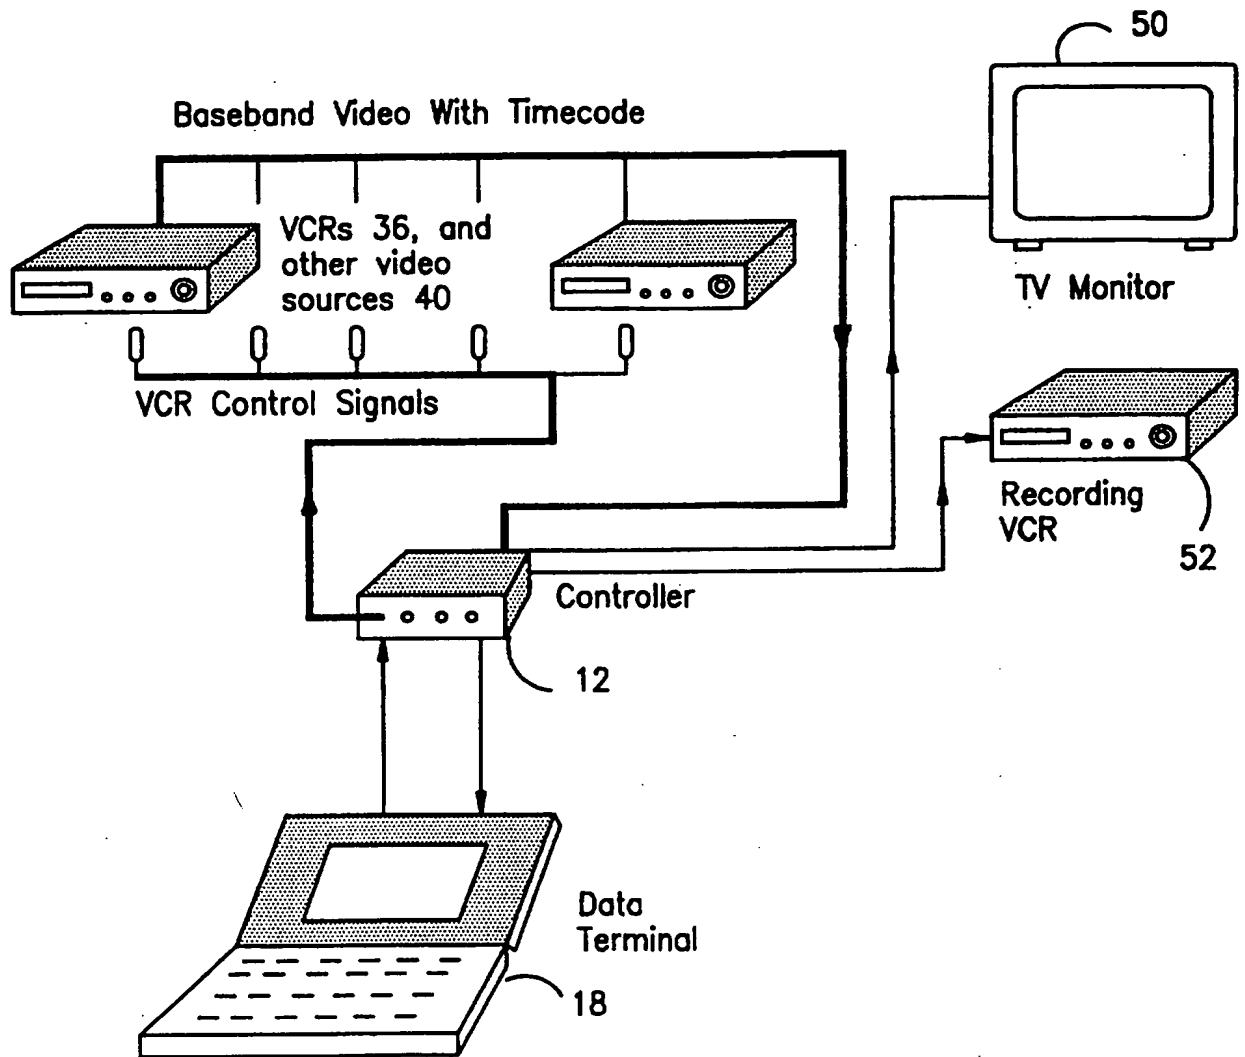 50
Baseband Video With Timecode
VCRs 36, and
other video
sources 40
TV Monitor
VCR Control Signals
Recording
VCR
52
Controller
12
Data
Terminal
18